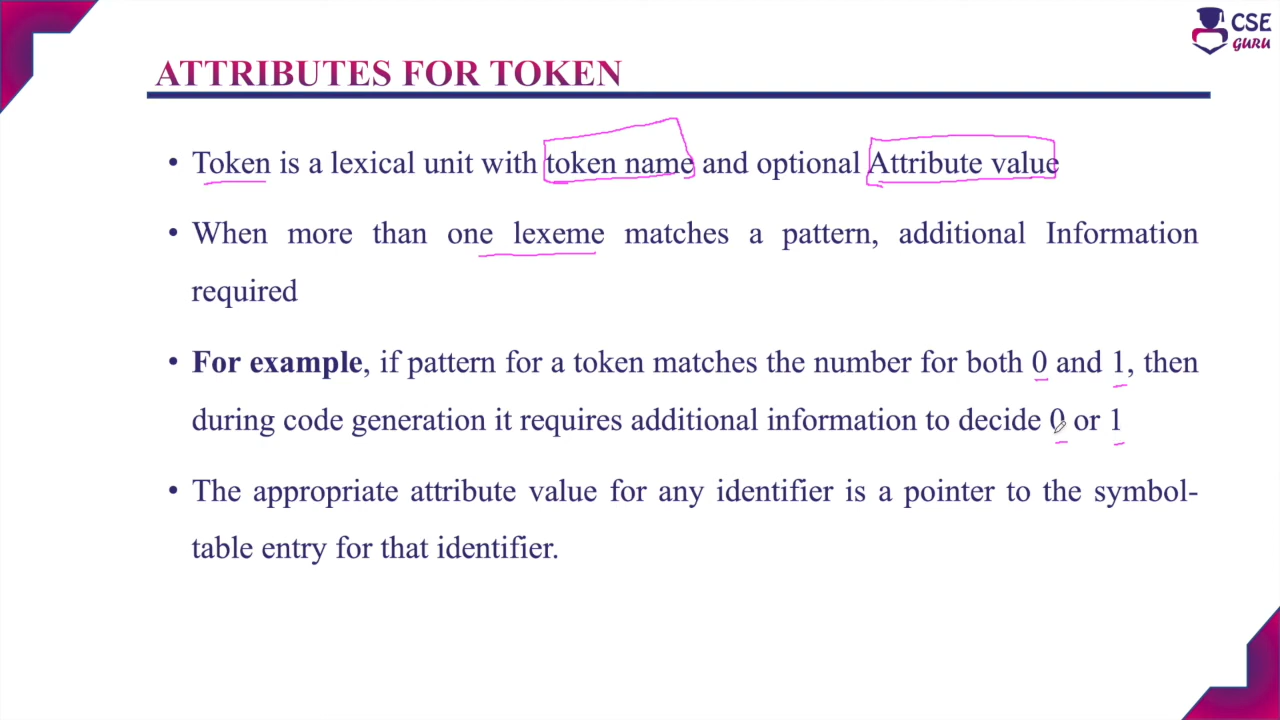 CSE
GURU
ATTRIBUTES FOR TOKEN
• Token is a lexical unit with token name and optional Attribute value
• When more than one lexeme matches a pattern, additional Information
required
• For example, if pattern for a token matches the number for both 0 and 1, then
during code generation it requires additional information to decide 0 or 1
• The appropriate attribute value for any identifier is a pointer to the symbol-
table entry for that identifier.